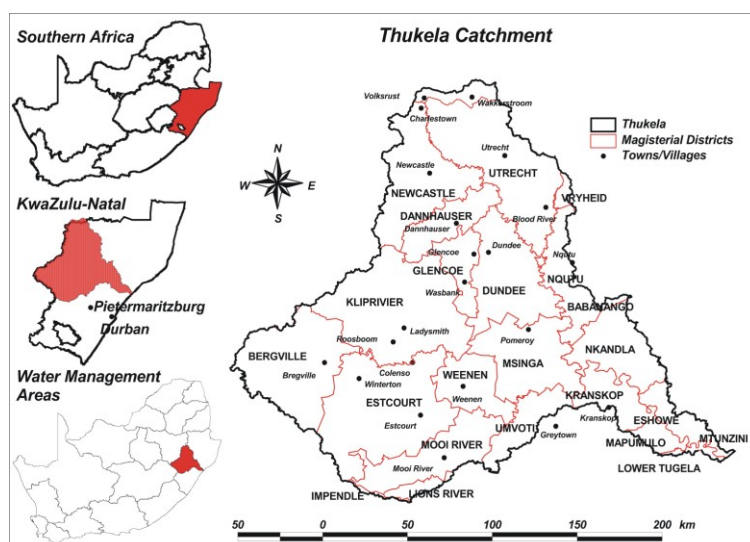 Southern Africa
KwaZulu-Natal
Pietermaritzburg
Durban
Water Management
Areas
Thukela Catchment
N
W E
S
Thukela
Magisterial Districts
Towns/Villages
Volksrust
Wakkerstroom
Charlestown
Utrecht
Newcastle
UTRECHT
NEWCASTLE
VRYHEID
DANNHAUSER
Blood River
Dannhauser
Glencoe
Dundee
Nqutu
GLENCOE
NQUTU
Wasbank
DUNDEE
KLIPRIVIER
BABANANGO
Ladysmith
Roosboom
Pomeroy
NKANDLA
BERGVILLE
MSINGA
Bregville
Colenso
WEENEN
Winterton
Weenen
KRANSKOP
ESTCOURT
Kranskop
ESHOWE
Estcourt
UMVOTI
Greytown
MTUNZINI
MOOI RIVER
MAPUMULO
Mooi River
LOWER TUGELA
IMPENDLE
LIONS RIVER
50 0 50 100 150 200 km